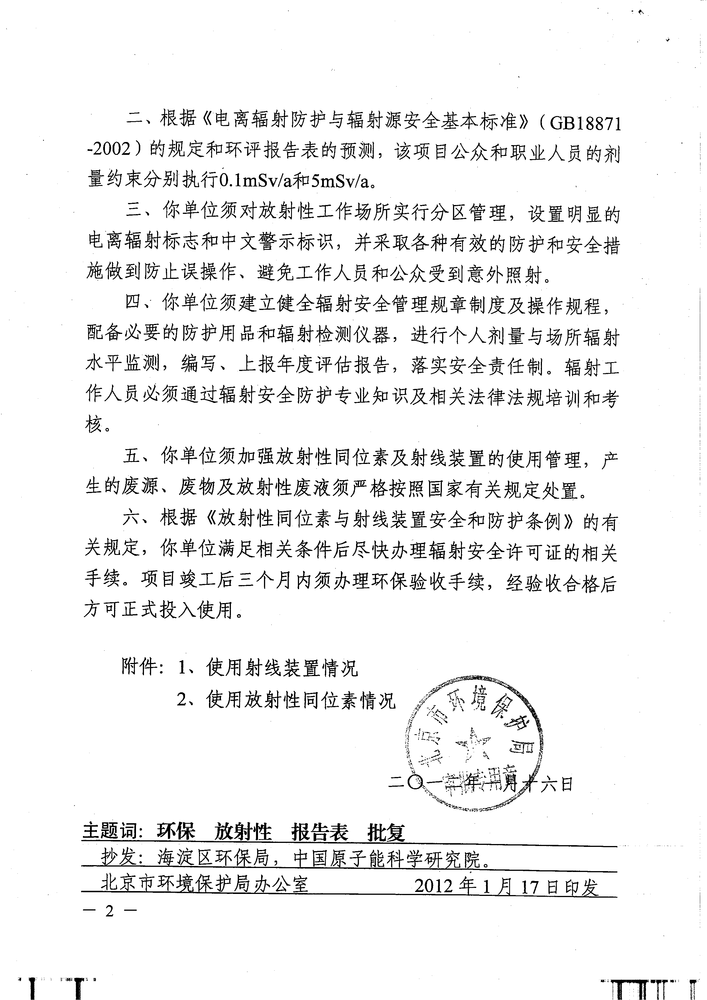 二、根据《电离辐射防护与辐射源安全基本标准》（GB18871
-2002）的规定和环评报告表的预测，该项目公众和职业人员的剂
量约束分别执行0.1mSv/a和5mSv/a。
三、你单位须对放射性工作场所实行分区管理，设置明显的
电离辐射标志和中文警示标识，并采取各种有效的防护和安全措
施做到防止误操作、避免工作人员和公众受到意外照射。
四、你单位须建立健全辐射安全管理规章制度及操作规程，
配备必要的防护用品和辐射检测仪器，进行个人剂量与场所辐射
水平监测，编写、上报年度评估报告，落实安全责任制。辐射工
作人员必须通过辐射安全防护专业知识及相关法律法规培训和考
核。
五、你单位须加强放射性同位素及射线装置的使用管理，产
生的废源、废物及放射性废液须严格按照国家有关规定处置。
六、根据《放射性同位素与射线装置安全和防护条例》的有
关规定，你单位满足相关条件后尽快办理辐射安全许可证的相关
手续。项目竣工后三个月内须办理环保验收手续，经验收合格后
方可正式投入使用。
附件：1、使用射线装置情况
2、使用放射性同位素情况
北京市环境保护局
审批专用章
二〇一二年一月十六日
主题词：环保 放射性 报告表 批复
抄发：海淀区环保局，中国原子能科学研究院。
北京市环境保护局办公室 2012年1月17日印发
— 2 —